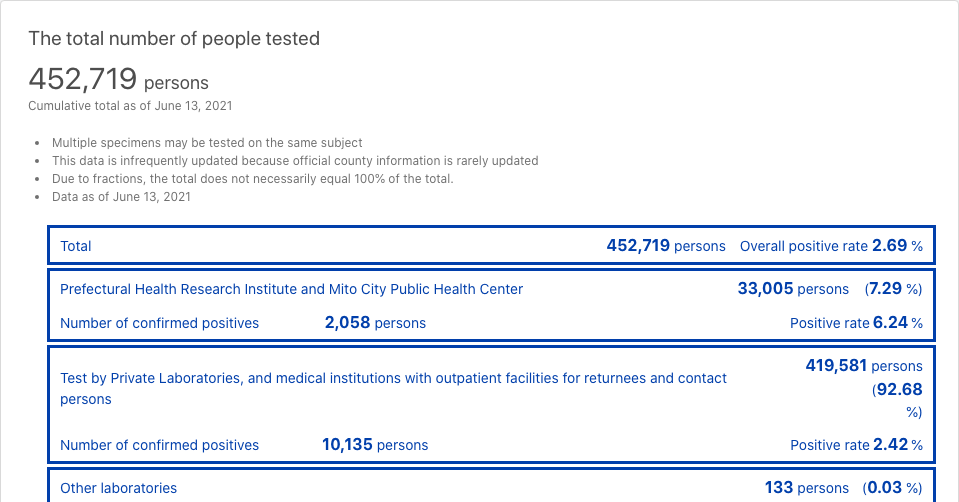 The total number of people tested
452,719 persons
Cumulative total as of June 13, 2021
• Multiple specimens may be tested on the same subject
• This data is infrequently updated because official county information is rarely updated
• Due to fractions, the total does not necessarily equal 100% of the total.
• Data as of June 13, 2021
Total 452,719 persons Overall positive rate 2.69 %
Prefectural Health Research Institute and Mito City Public Health Center 33,005 persons (7.29 %)
Number of confirmed positives 2,058 persons Positive rate 6.24 %
Test by Private Laboratories, and medical institutions with outpatient facilities for returnees and contact
persons
419,581 persons
(92.68
%)
Number of confirmed positives 10,135 persons Positive rate 2.42 %
Other laboratories 133 persons (0.03 %)